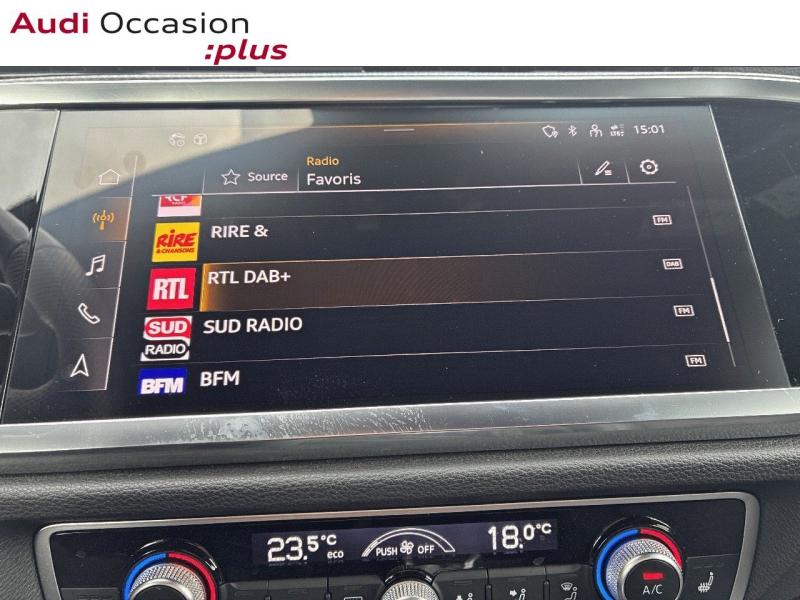 Audi Occasion
:plus
15:01
Radio
Source
Favoris
RCF
RIRE
& CHANSONS
RIRE &
FM
RTL
RTL DAB+
DAB
SUD
RADIO
SUD RADIO
FM
BFM
BFM
FM
23.5°C
eco
PUSH OFF
18.0°C
A/C